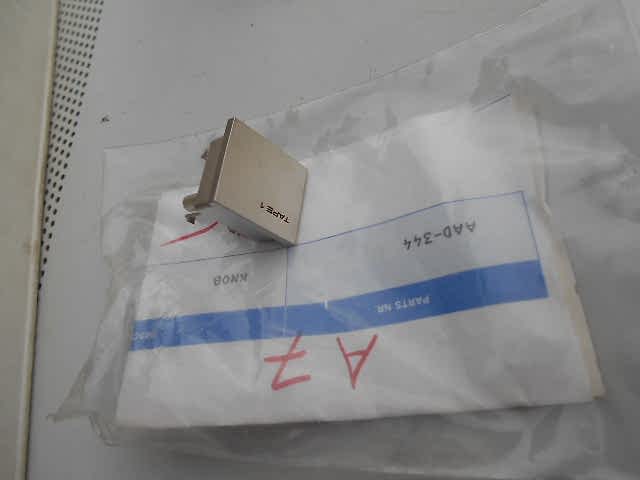 TAPE 1
A7
PARTS NR.
AAD-344
KNOB